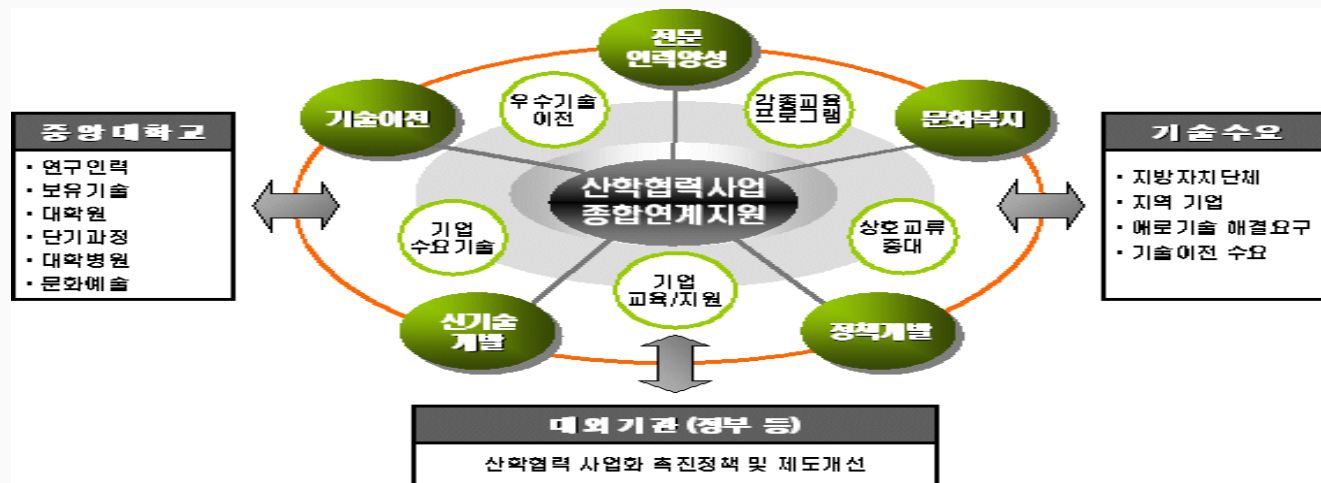 전문
인력양성
기술이전
우수기술
이전
각종교육
프로그램
문화복지
중앙대학교
· 연구인력
· 보유기술
· 대학원
· 단기과정
· 대학병원
· 문화예술
산학협력사업
종합연계지원
기술수요
· 지방자치단체
· 지역 기업
· 애로기술 해결요구
· 기술이전 수요
기업
수요기술
상호교류
증대
기업
교육/지원
신기술
개발
정책개발
대외기관 (정부 등)
산학협력 사업화 촉진정책 및 제도개선